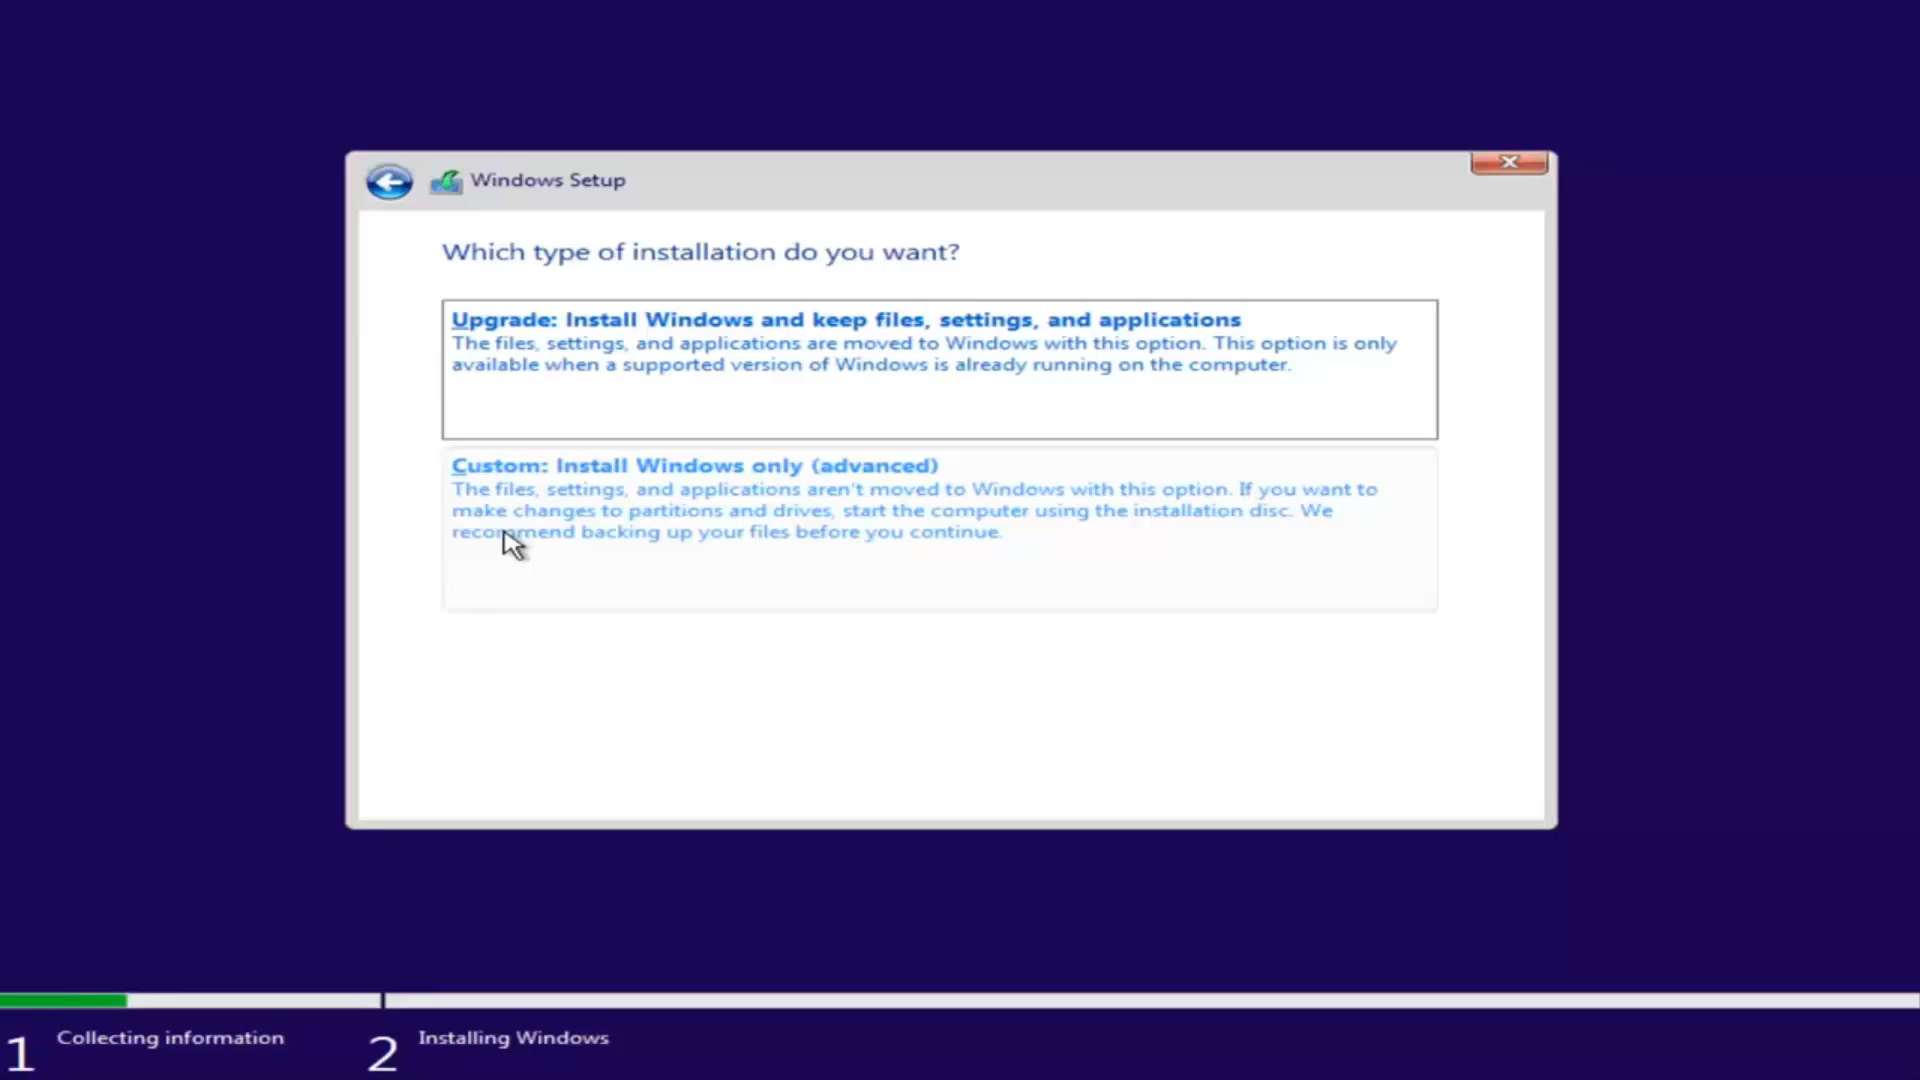 Windows Setup
Which type of installation do you want?
Upgrade: Install Windows and keep files, settings, and applications
The files, settings, and applications are moved to Windows with this option. This option is only
available when a supported version of Windows is already running on the computer.
Custom: Install Windows only (advanced)
The files, settings, and applications aren't moved to Windows with this option. If you want to
make changes to partitions and drives, start the computer using the installation disc. We
recommend backing up your files before you continue.
1 Collecting information 2 Installing Windows